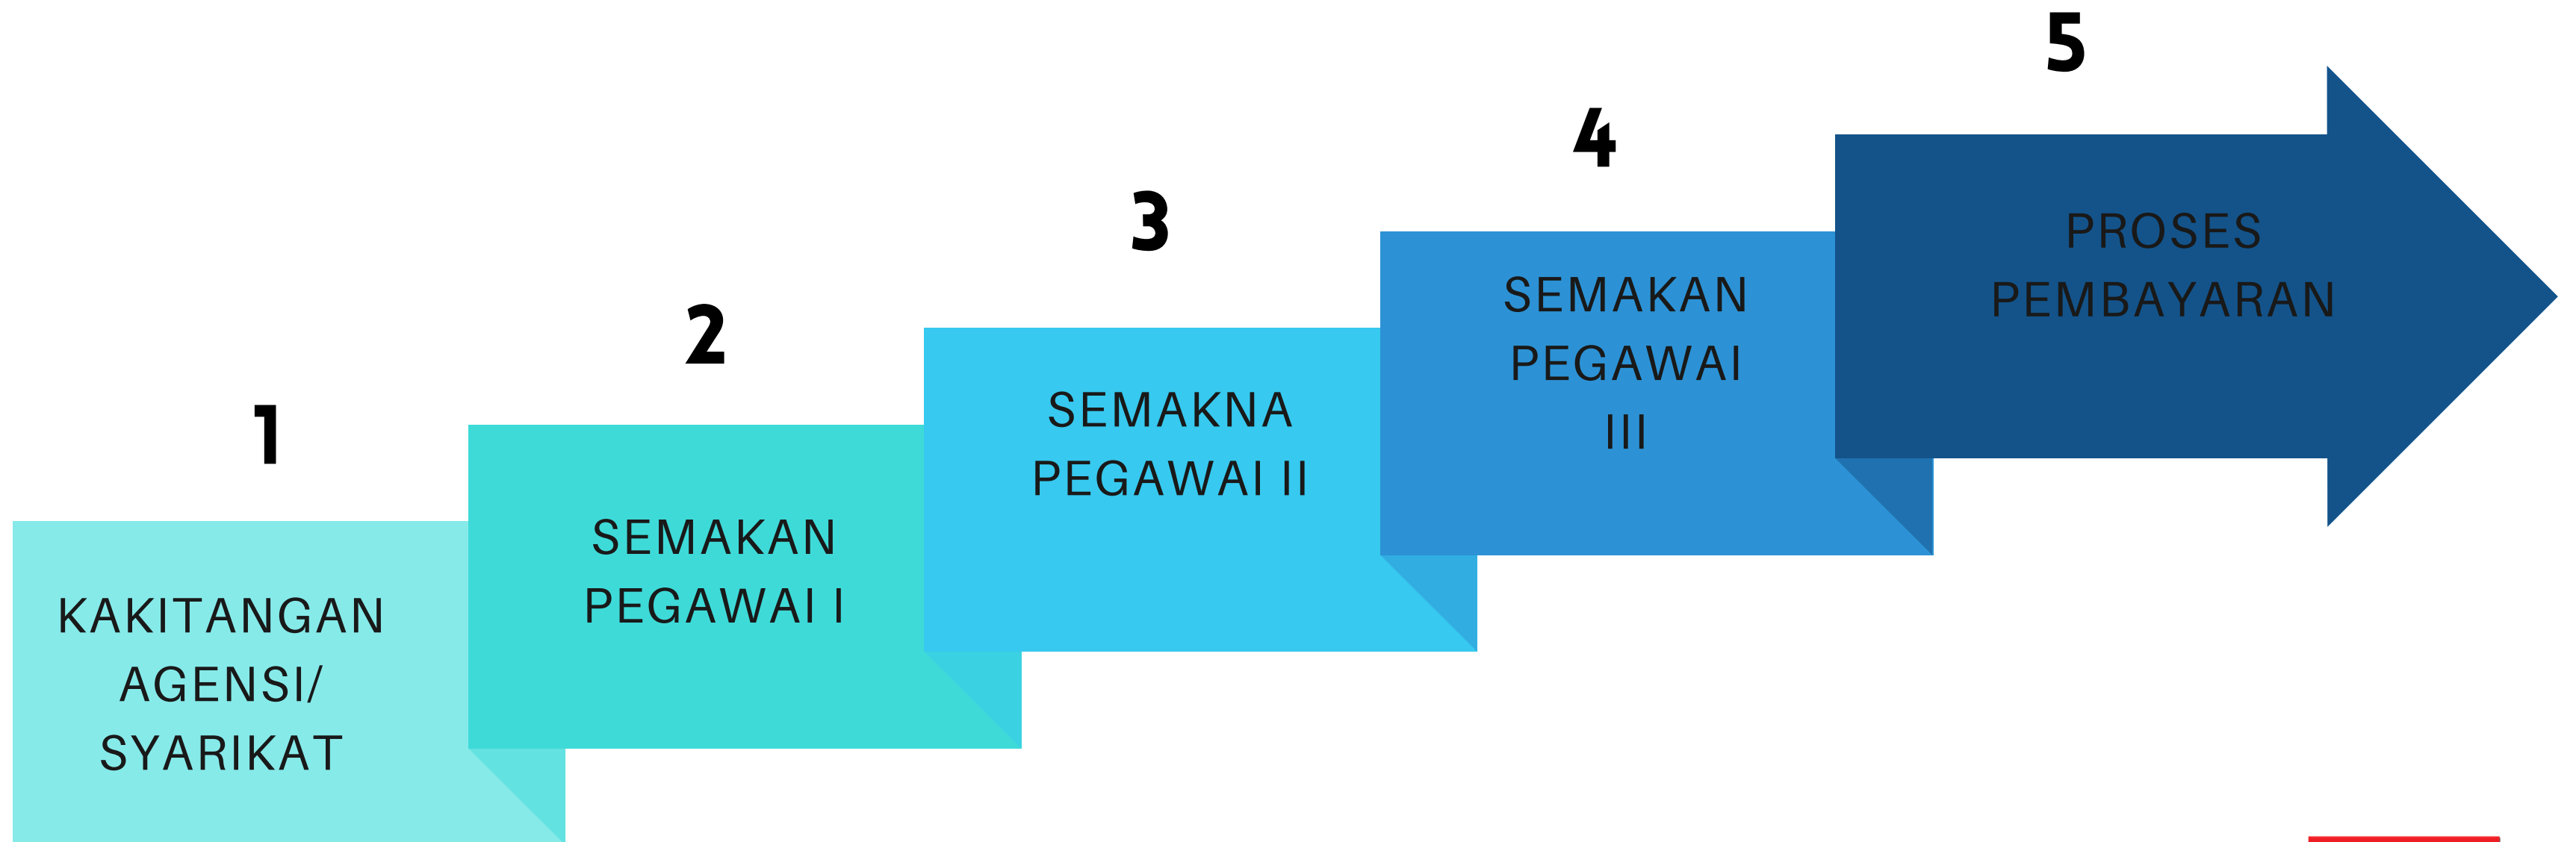 1
KAKITANGAN
AGENSI/
SYARIKAT
2
SEMAKAN
PEGAWAI I
3
SEMAKNA
PEGAWAI II
4
SEMAKAN
PEGAWAI
III
5
PROSES
PEMBAYARAN